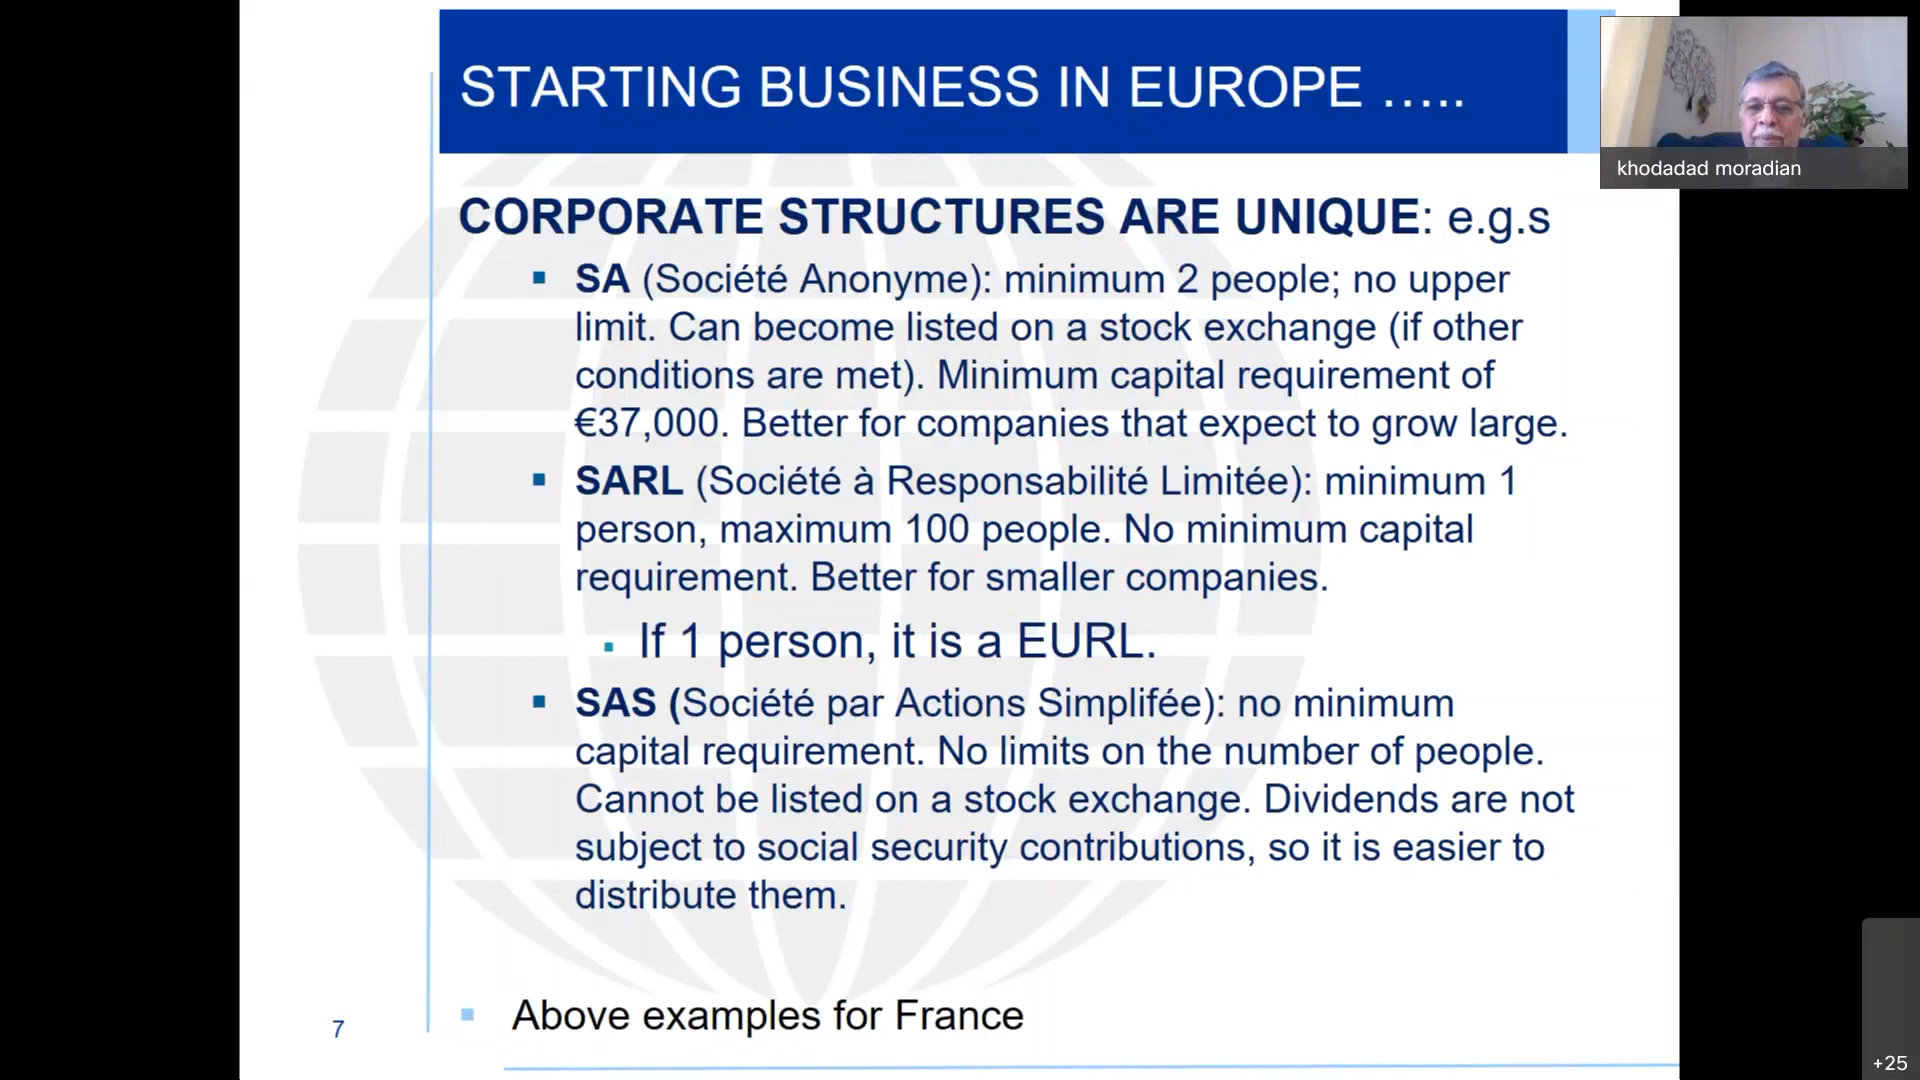 STARTING BUSINESS IN EUROPE …..
khodadad moradian
CORPORATE STRUCTURES ARE UNIQUE: e.g.s
▪ SA (Société Anonyme): minimum 2 people; no upper
limit. Can become listed on a stock exchange (if other
conditions are met). Minimum capital requirement of
€37,000. Better for companies that expect to grow large.
▪ SARL (Société à Responsabilité Limitée): minimum 1
person, maximum 100 people. No minimum capital
requirement. Better for smaller companies.
▪ If 1 person, it is a EURL.
▪ SAS (Société par Actions Simplifée): no minimum
capital requirement. No limits on the number of people.
Cannot be listed on a stock exchange. Dividends are not
subject to social security contributions, so it is easier to
distribute them.
▪ Above examples for France
7
+25